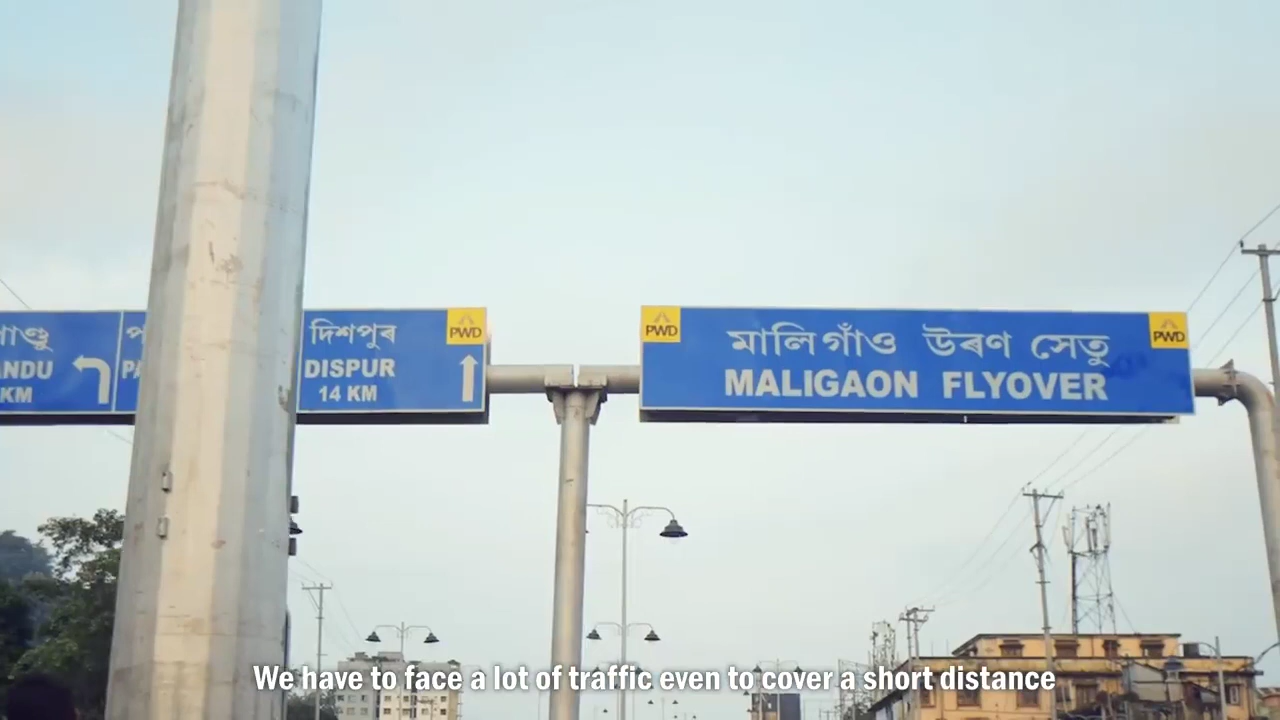 দিশপুৰ
DISPUR
14 KM
PWD
PWD
মালিগাঁও উৰণ সেতু
MALIGAON FLYOVER
PWD
KM
We have to face a lot of traffic even to cover a short distance